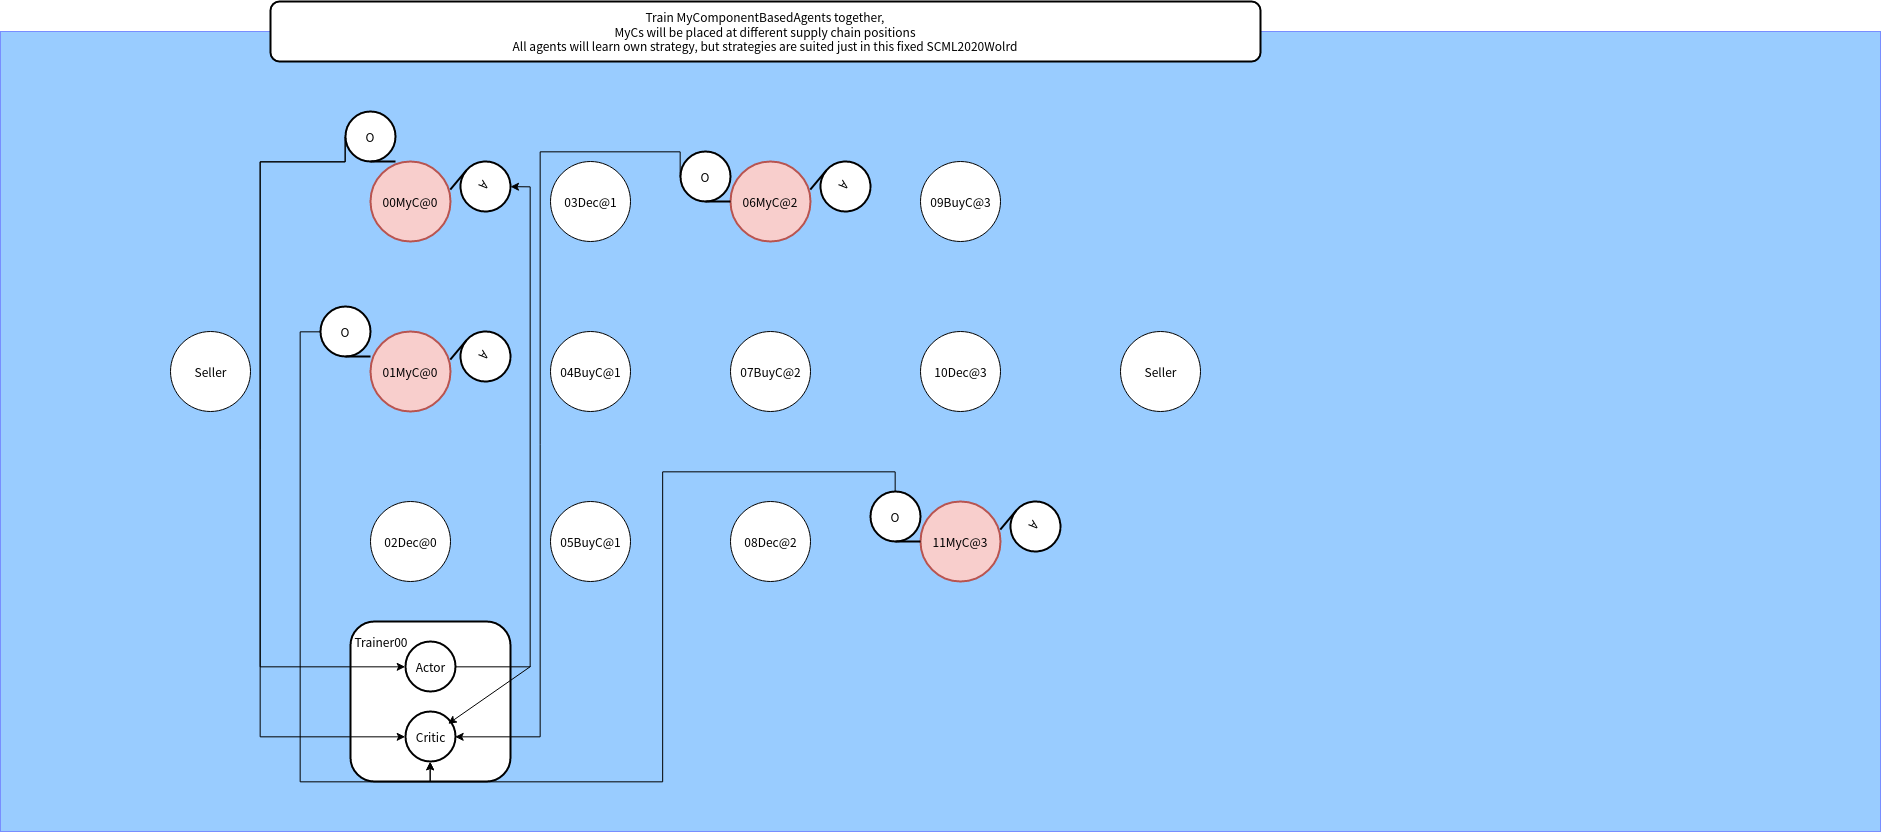 Train MyComponentBasedAgents together,
MyCs will be placed at different supply chain positions
All agents will learn own strategy, but strategies are suited just in this fixed SCML2020Wolrd
O
O
00MyC@0
A
03Dec@1
06MyC@2
A
09BuyC@3
O
Seller
01MyC@0
A
04BuyC@1
07BuyC@2
10Dec@3
Seller
O
02Dec@0
05BuyC@1
08Dec@2
11MyC@3
A
Trainer00
Actor
Critic